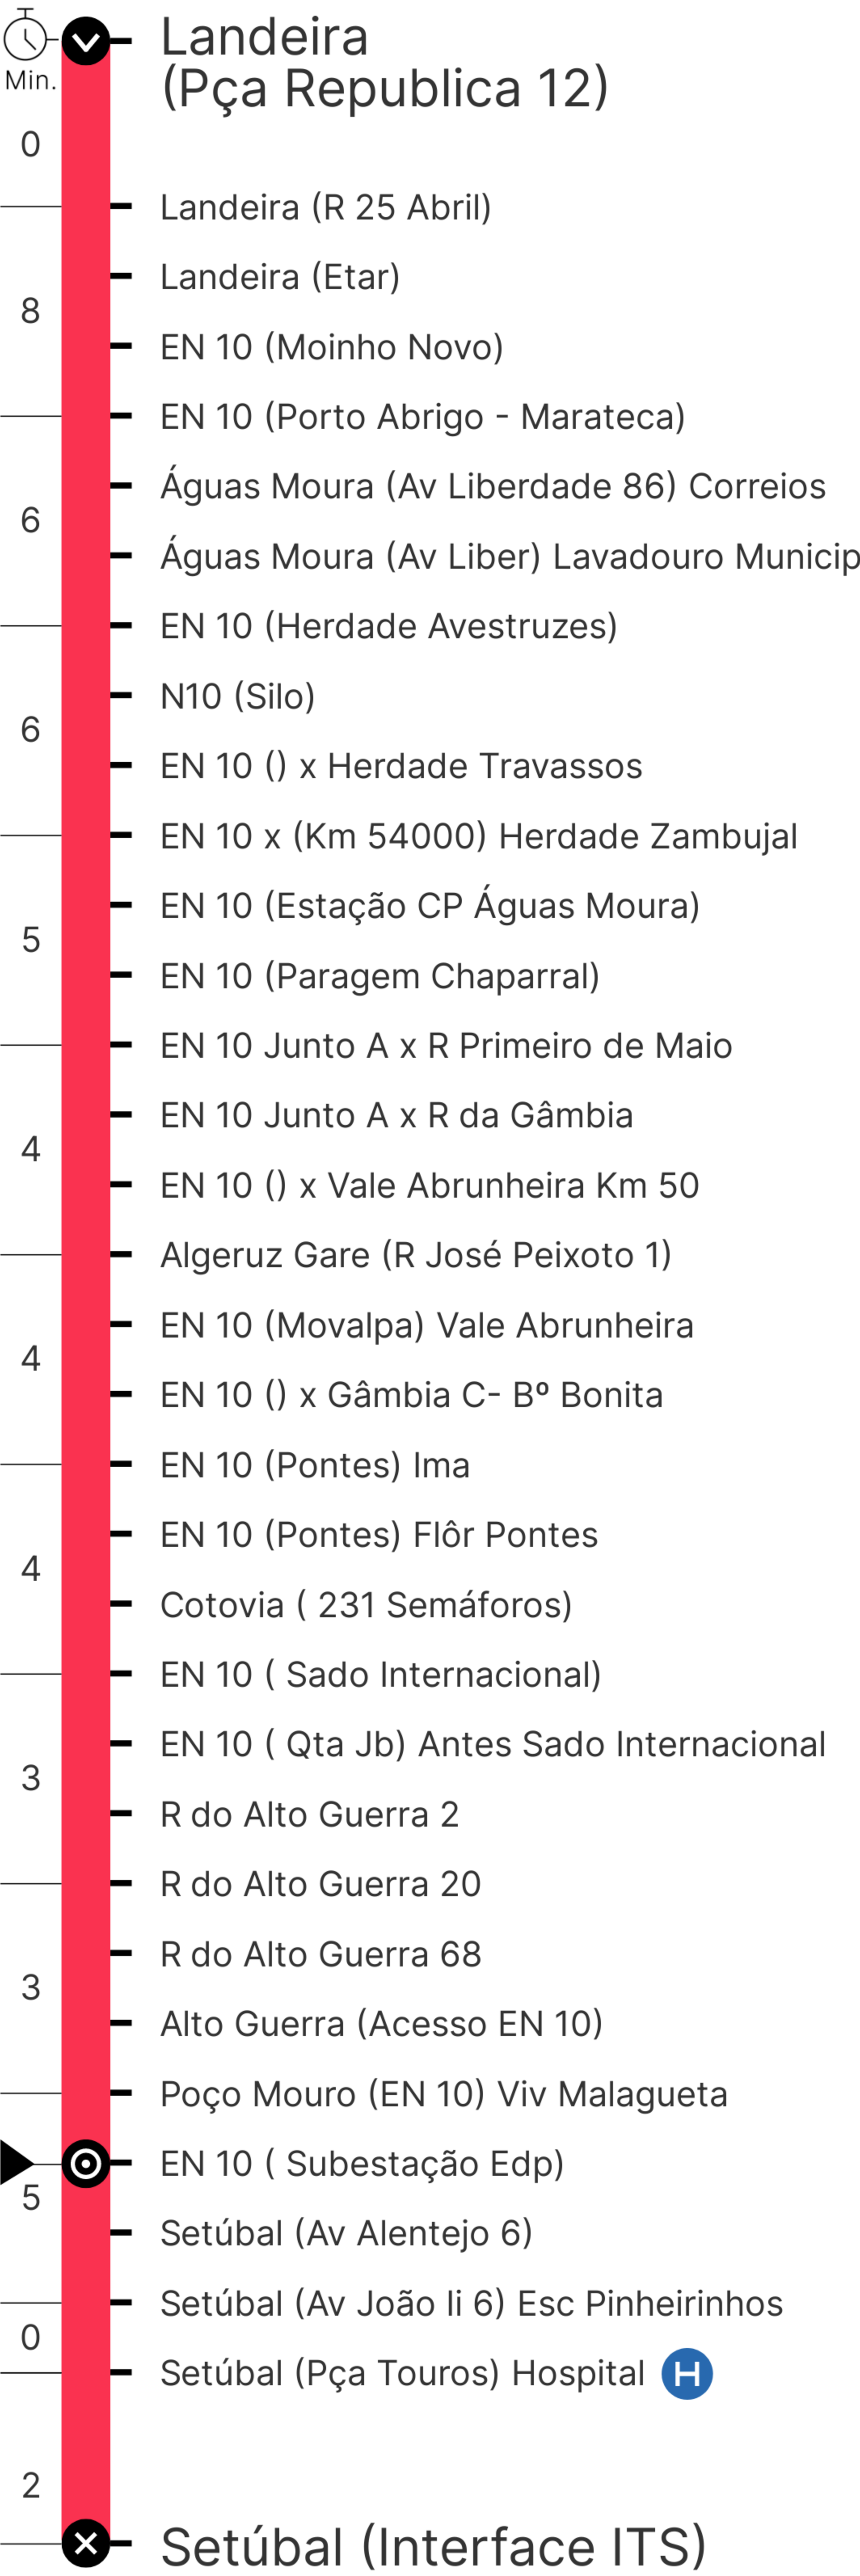 Landeira
Min.
(Pça Republica 12)
0
Landeira (R 25 Abril)
Landeira (Etar)
8
EN 10 (Moinho Novo)
EN 10 (Porto Abrigo - Marateca)
Águas Moura (Av Liberdade 86) Correios
6
Águas Moura (Av Liber) Lavadouro Municip
EN 10 (Herdade Avestruzes)
N10 (Silo)
6
EN 10 () x Herdade Travassos
EN 10 x (Km 54000) Herdade Zambujal
EN 10 (Estação CP Águas Moura)
5
EN 10 (Paragem Chaparral)
EN 10 Junto A x R Primeiro de Maio
EN 10 Junto A x R da Gâmbia
4
EN 10 () x Vale Abrunheira Km 50
Algeruz Gare (R José Peixoto 1)
EN 10 (Movalpa) Vale Abrunheira
4
EN 10 () x Gâmbia C- Bº Bonita
EN 10 (Pontes) Ima
EN 10 (Pontes) Flôr Pontes
4
Cotovia ( 231 Semáforos)
EN 10 ( Sado Internacional)
EN 10 ( Qta Jb) Antes Sado Internacional
3
R do Alto Guerra 2
R do Alto Guerra 20
R do Alto Guerra 68
3
Alto Guerra (Acesso EN 10)
Poço Mouro (EN 10) Viv Malagueta
EN 10 ( Subestação Edp)
5
Setúbal (Av Alentejo 6)
Setúbal (Av João Ii 6) Esc Pinheirinhos
0
Setúbal (Pça Touros) Hospital H
2
Setúbal (Interface ITS)